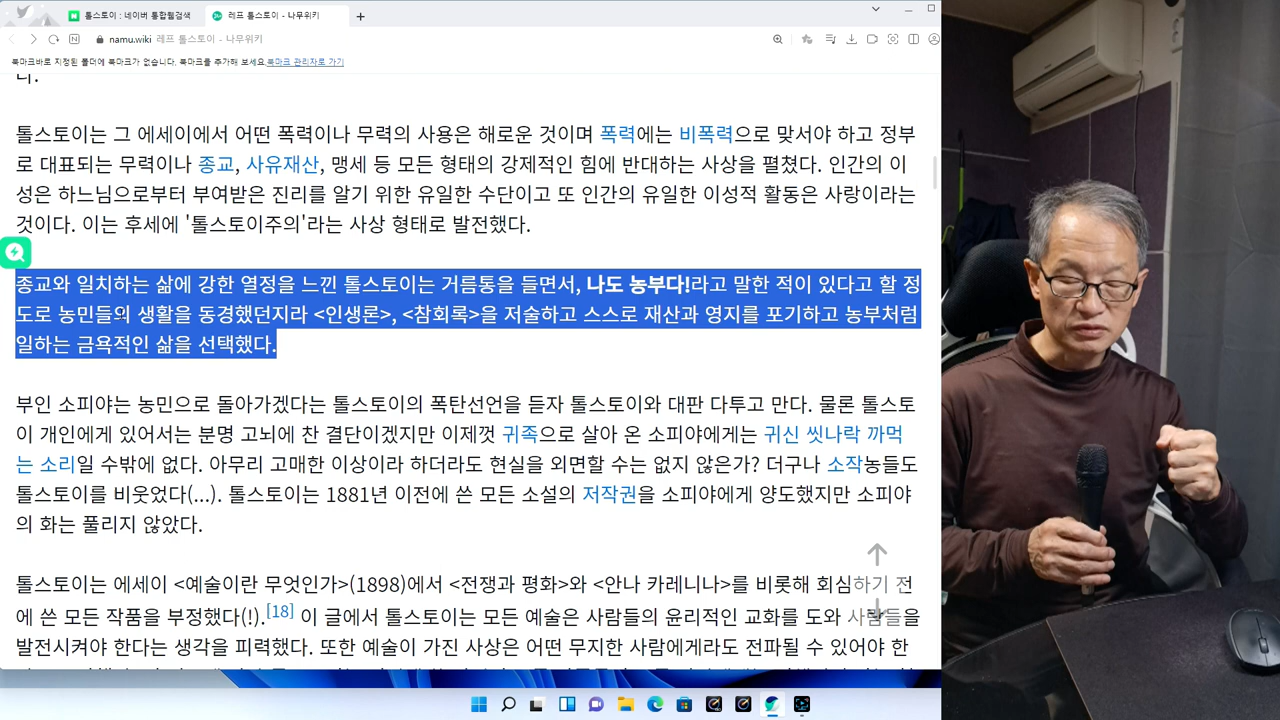 톨스토이 : 네이버 통합웹검색
레프 톨스토이 - 나무위키
namu.wiki 레프 톨스토이 - 나무위키
북마크바로 지정된 폴더에 북마크가 없습니다. 북마크를 추가해 보세요.북마크 관리자로 가기
다.
톨스토이는 그 에세이에서 어떤 폭력이나 무력의 사용은 해로운 것이며 폭력에는 비폭력으로 맞서야 하고 정부
로 대표되는 무력이나 종교, 사유재산, 맹세 등 모든 형태의 강제적인 힘에 반대하는 사상을 펼쳤다. 인간의 이
성은 하느님으로부터 부여받은 진리를 알기 위한 유일한 수단이고 또 인간의 유일한 이성적 활동은 사랑이라는
것이다. 이는 후세에 '톨스토이주의'라는 사상 형태로 발전했다.
종교와 일치하는 삶에 강한 열정을 느낀 톨스토이는 거름통을 들면서, 나도 농부다!라고 말한 적이 있다고 할 정
도로 농민들의 생활을 동경했던지라 <인생론>, <참회록>을 저술하고 스스로 재산과 영지를 포기하고 농부처럼
일하는 금욕적인 삶을 선택했다.
부인 소피야는 농민으로 돌아가겠다는 톨스토이의 폭탄선언을 듣자 톨스토이와 대판 다투고 만다. 물론 톨스토
이 개인에게 있어서는 분명 고뇌에 찬 결단이겠지만 이제껏 귀족으로 살아 온 소피야에게는 귀신 씻나락 까먹
는 소리일 수밖에 없다. 아무리 고매한 이상이라 하더라도 현실을 외면할 수는 없지 않은가? 더구나 소작농들도
톨스토이를 비웃었다(...). 톨스토이는 1881년 이전에 쓴 모든 소설의 저작권을 소피야에게 양도했지만 소피야
의 화는 풀리지 않았다.
톨스토이는 에세이 <예술이란 무엇인가>(1898)에서 <전쟁과 평화>와 <안나 카레니나>를 비롯해 회심하기 전
에 쓴 모든 작품을 부정했다(!).[18] 이 글에서 톨스토이는 모든 예술은 사람들의 윤리적인 교화를 도와 사람들을
발전시켜야 한다는 생각을 피력했다. 또한 예술이 가진 사상은 어떤 무지한 사람에게라도 전파될 수 있어야 한